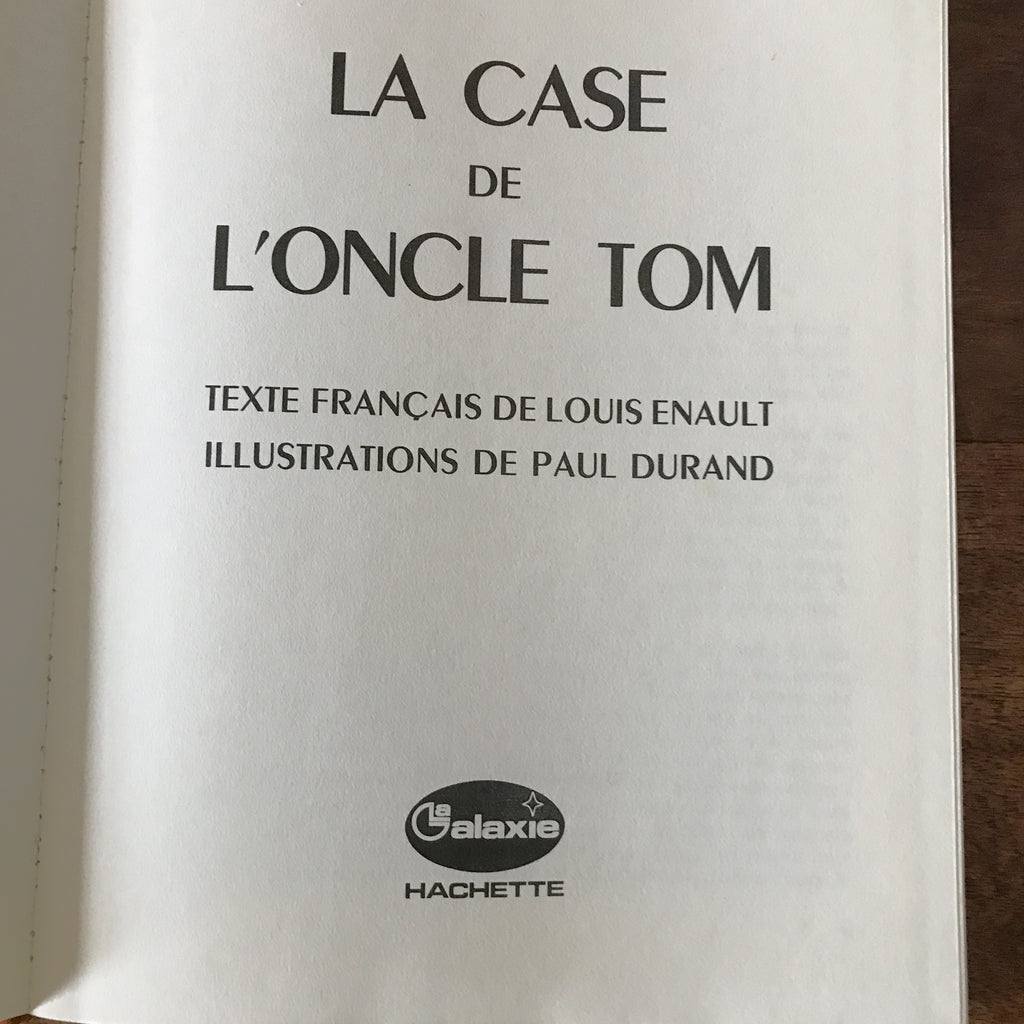 LA CASE
DE
L'ONCLE TOM
TEXTE FRANÇAIS DE LOUIS ENAULT
ILLUSTRATIONS DE PAUL DURAND
La Galaxie
HACHETTE